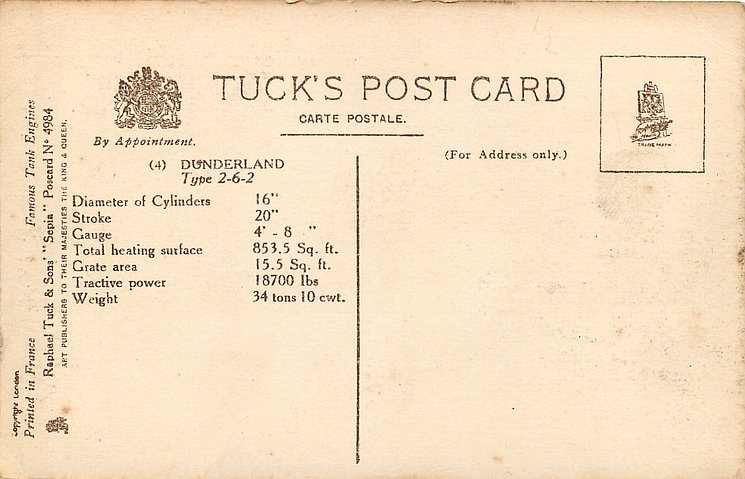 TUCK'S POST CARD
CARTE POSTALE.
By Appointment.
(For Address only.)
(4) DUNDERLAND
Type 2-6-2
Diameter of Cylinders 16"
Stroke 20"
Gauge 4' - 8 "
Total heating surface 853.5 Sq. ft.
Grate area 15.5 Sq. ft.
Tractive power 18700 lbs
Weight 34 tons 10 cwt.
Copyright London
Printed in France Famous Tank Engines
Raphael Tuck & Sons' "Sepia" Poscard Nº 4984
ART PUBLISHERS TO THEIR MAJESTIES THE KING & QUEEN.
TRADE MARK